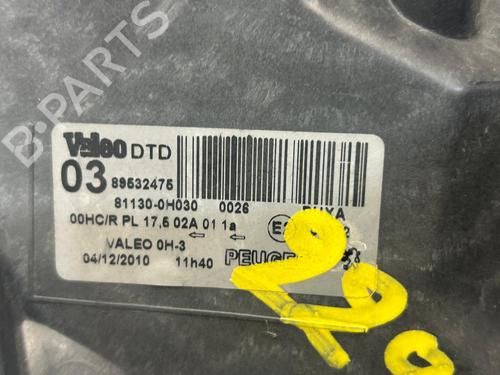 Valeo DTD
03 89532475
81130-0H030 0026
00HC/R PL 17,5 02A 01 1a
VALEO 0H-3
04/12/2010 11h40
B-PARTS